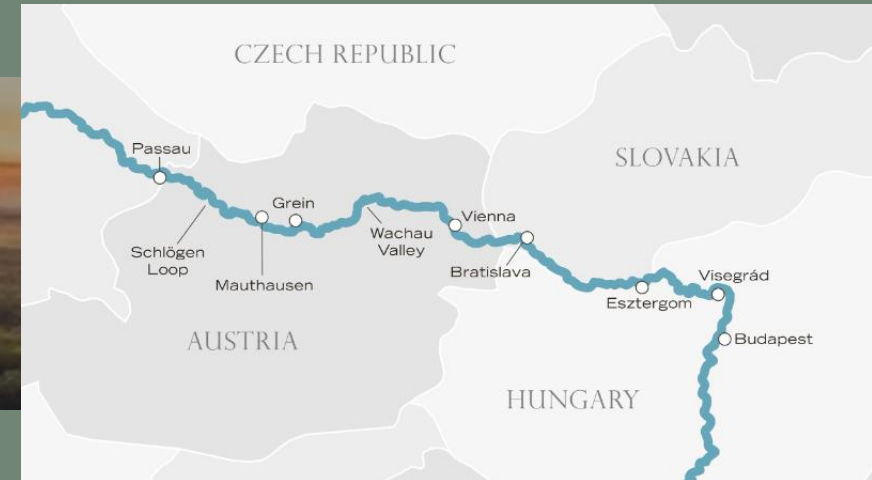 CZECH REPUBLIC
Passau
SLOVAKIA
Grein
Vienna
Wachau
Valley
Schlögen
Loop
Mauthausen
Bratislava
Visegrád
Esztergom
Budapest
AUSTRIA
HUNGARY